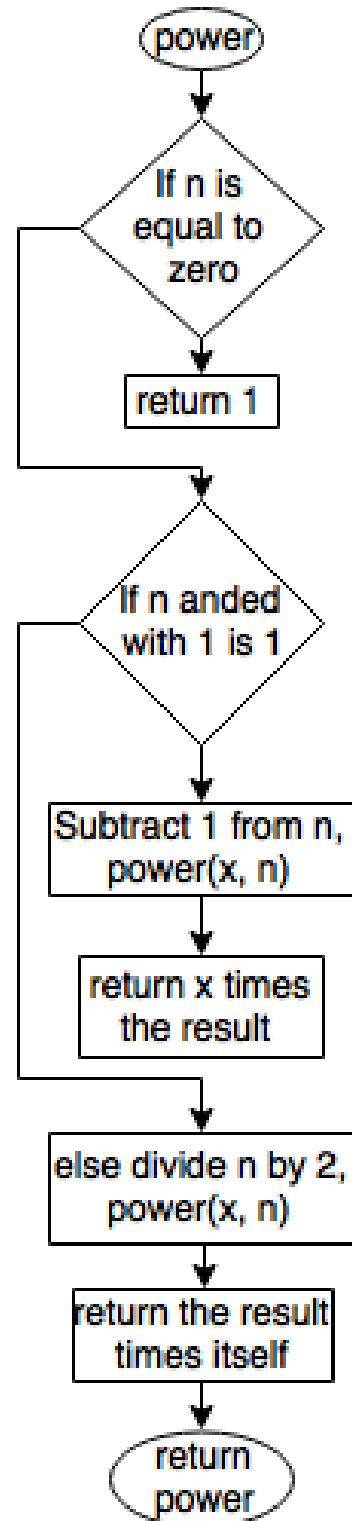 power
If n is
equal to
zero
return 1
If n anded
with 1 is 1
Subtract 1 from n,
power(x, n)
return x times
the result
else divide n by 2,
power(x, n)
return the result
times itself
return
power